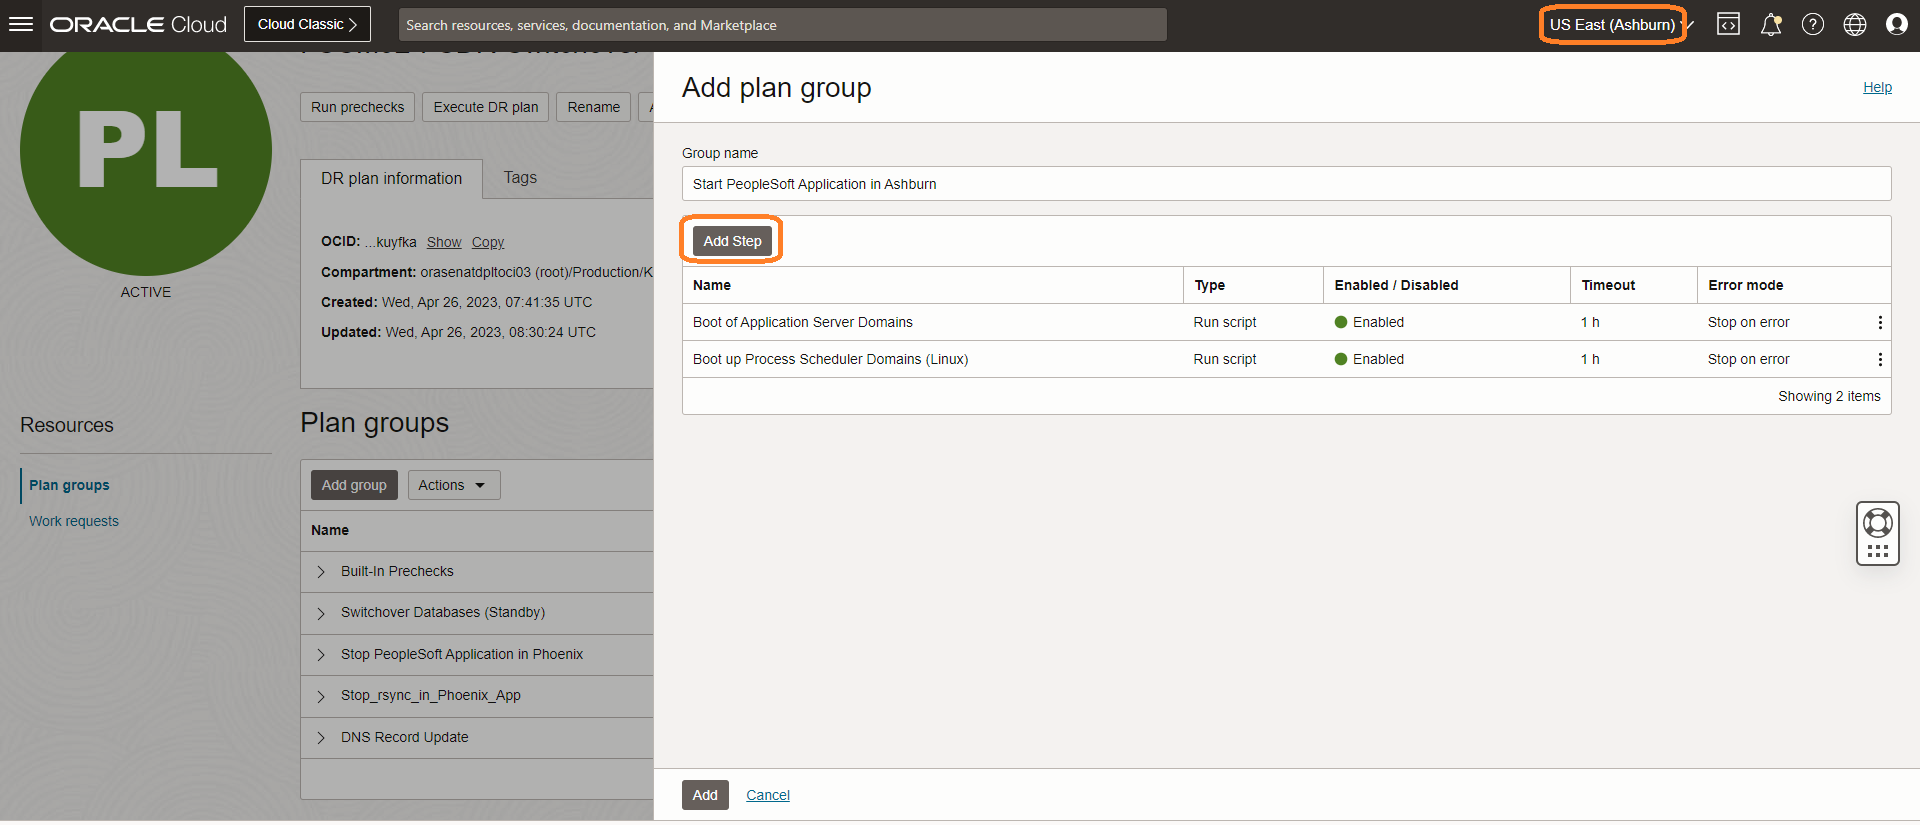 ORACLE Cloud
Cloud Classic
Search resources, services, documentation, and Marketplace
US East (Ashburn)
PL
ACTIVE
Resources
Plan groups
Work requests
Run prechecks
Execute DR plan
Rename
DR plan information
Tags
OCID: ...kuyfka Show Copy
Compartment: orasenatdpltoci03 (root)/Production/K
Created: Wed, Apr 26, 2023, 07:41:35 UTC
Updated: Wed, Apr 26, 2023, 08:30:24 UTC
Plan groups
Add group
Actions
Name
Built-In Prechecks
Switchover Databases (Standby)
Stop PeopleSoft Application in Phoenix
Stop_rsync_in_Phoenix_App
DNS Record Update
Add plan group
Help
Group name
Start PeopleSoft Application in Ashburn
Add Step
Name Type Enabled / Disabled Timeout Error mode
Boot of Application Server Domains Run script Enabled 1 h Stop on error
Boot up Process Scheduler Domains (Linux) Run script Enabled 1 h Stop on error
Showing 2 items
Add
Cancel